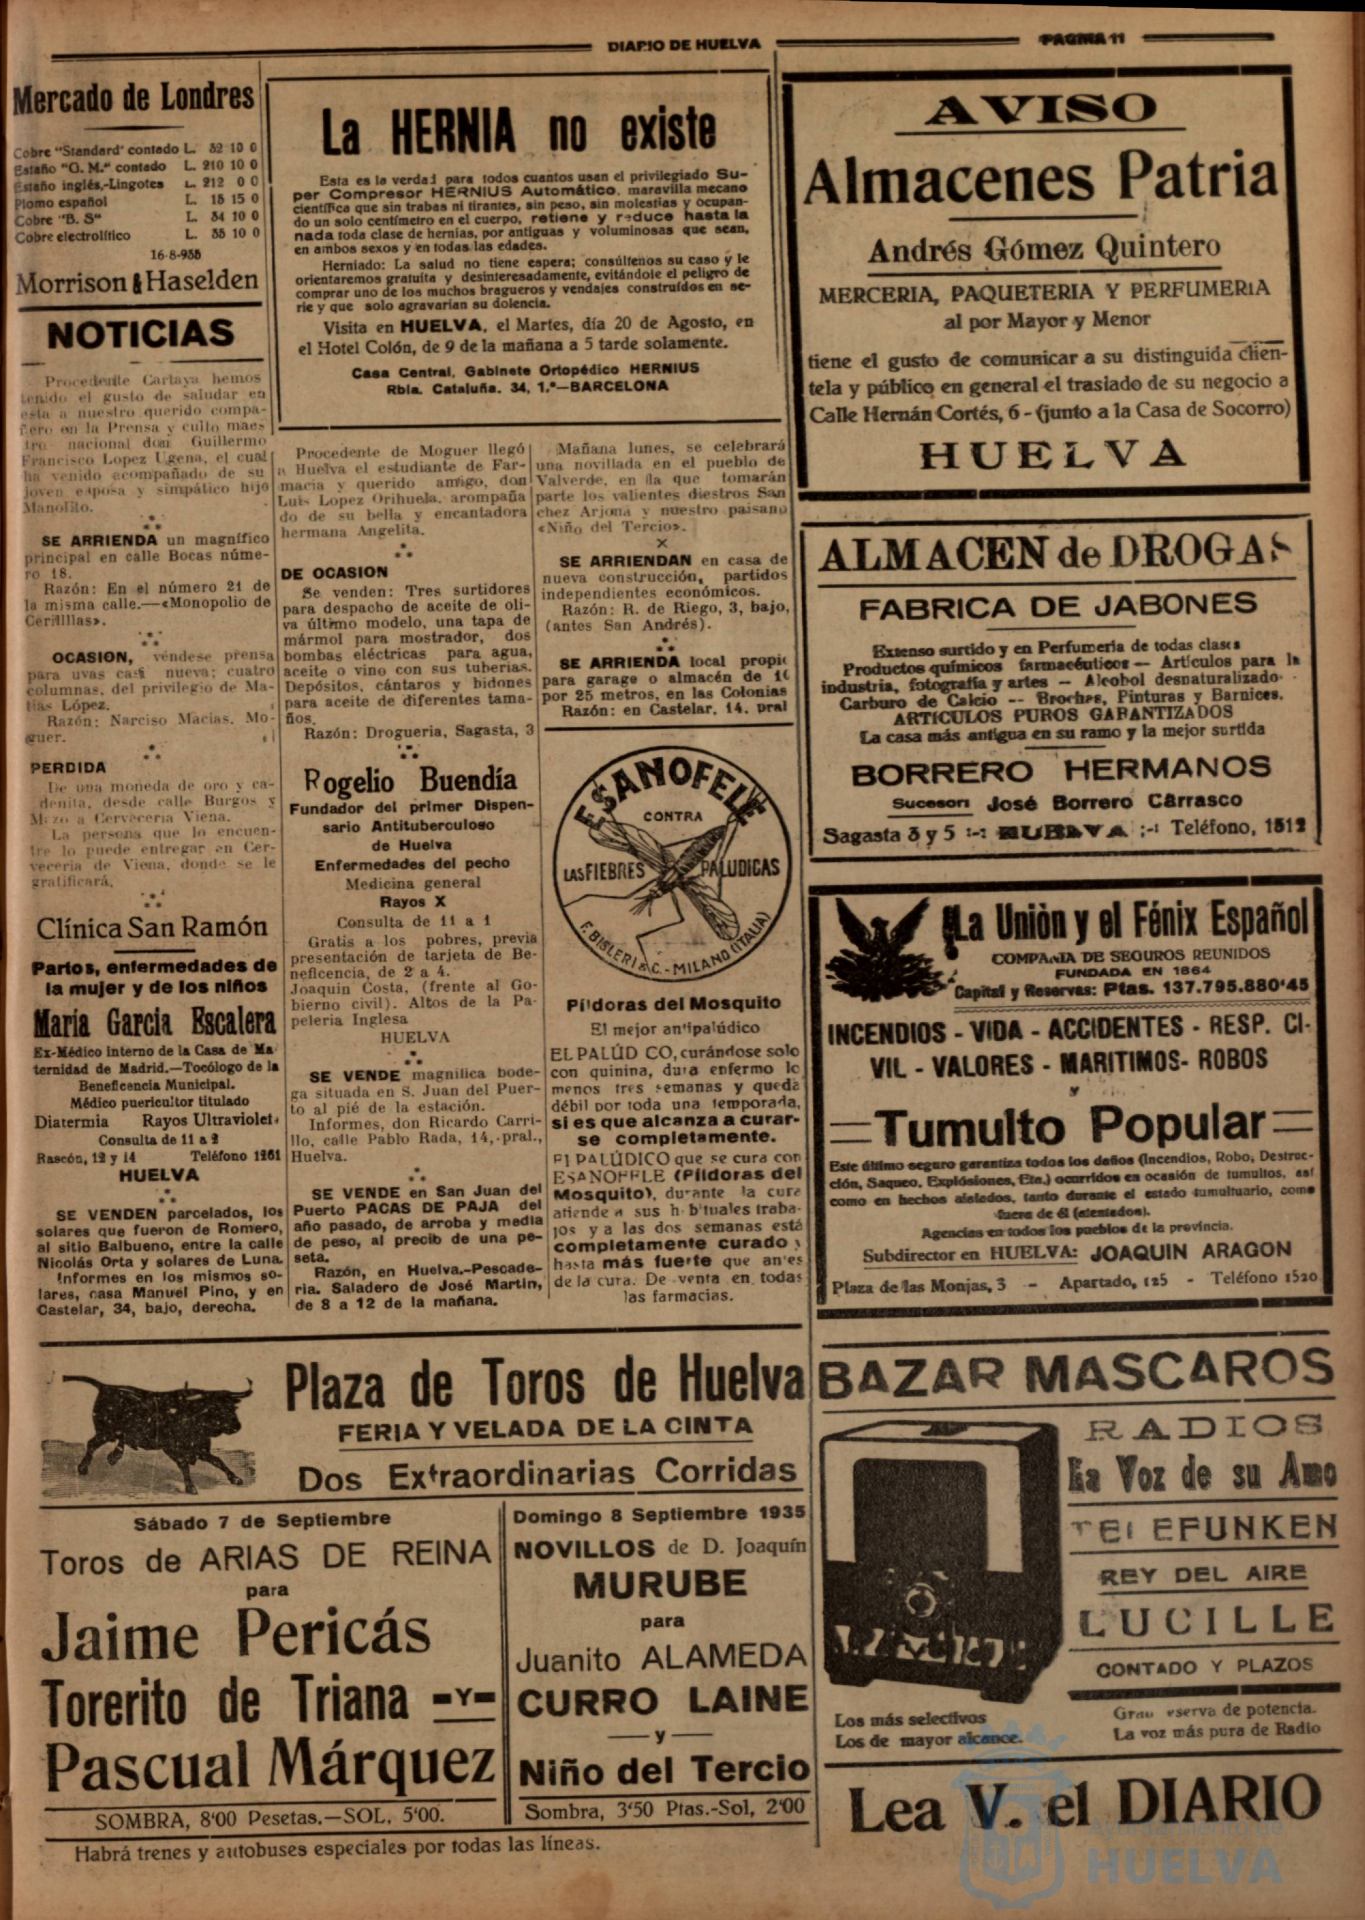 DIARIO DE HUELVA
PAGINA 11
Mercado de Londres
Cobre "Standard" contado L. 32 10 0
Estaño "G. M." contado L. 210 10 0
Estaño inglés,-Lingotes L. 212 0 0
Plomo español L. 15 15 0
Cobre "B. S" L. 34 10 0
Cobre electrolítico L. 35 10 0
16-8-935
Morrison & Haselden
NOTICIAS
Procedente Cartaya hemos
tenido el gusto de saludar en
esta a nuestro querido compa-
ñero en la Prensa y culto maes
tro nacional don Guillermo
Francisco Lopez Ugena, el cual
ha venido acompañado de su
joven esposa y simpático hijo
Manolito.
SE ARRIENDA un magnífico
principal en calle Bocas núme-
ro 18.
Razón: En el número 21 de
la misma calle.—«Monopolio de
Cerillllas».
OCASION, véndese prensa
para uvas casi nueva; cuatro
columnas, del privilegio de Ma-
tías López.
Razón: Narciso Macias. Mo-
guer.
PERDIDA
De una moneda de oro y ca-
denita, desde calle Burgos y
Mazo a Cervecería Viena.
La persona que lo encuen-
tre lo puede entregar en Cer-
vecería de Viena, donde se le
gratificará.
Clínica San Ramón
Partos, enfermedades de
la mujer y de los niños
María Garcia Escalera
Ex-Médico interno de la Casa de Ma
ternidad de Madrid.—Tocólogo de la
Beneficencia Municipal.
Médico puericultor titulado
Diatermia Rayos Ultravioleta
Consulta de 11 a 2
Rascón, 12 y 14 Teléfono 1261
HUELVA
SE VENDEN parcelados, los
solares que fueron de Romero,
al sitio Balbueno, entre la calle
Nicolás Orta y solares de Luna.
Informes en los mismos so-
lares, casa Manuel Pino, y en
Castelar, 34, bajo, derecha.
La HERNIA no existe
Esta es la verdad para todos cuantos usan el privilegiado Su-
per Compresor HERNIUS Automático, maravilla mecano
científica que sin trabas ni tirantes, sin peso, sin molestias y ocupan-
do un solo centímetro en el cuerpo, retiene y reduce hasta la
nada toda clase de hernias, por antiguas y voluminosas que sean,
en ambos sexos y en todas las edades.
Herniado: La salud no tiene espera; consúltenos su caso y le
orientaremos gratuita y desinteresadamente, evitándole el peligro de
comprar uno de los muchos bragueros y vendajes construídos en se-
rie y que solo agravarían su dolencia.
Visita en HUELVA, el Martes, día 20 de Agosto, en
el Hotel Colón, de 9 de la mañana a 5 tarde solamente.
Casa Central, Gabinete Ortopédico HERNIUS
Rbla. Cataluña. 34, 1.º—BARCELONA
Procedente de Moguer llegó
a Huelva el estudiante de Far-
macia y querido amigo, don
Luis Lopez Orihuela, arompaña
do de su bella y encantadora
hermana Angelita.
DE OCASION
Se venden: Tres surtidores
para despacho de aceite de oli-
va último modelo, una tapa de
mármol para mostrador, dos
bombas eléctricas para agua,
aceite o vino con sus tuberias.
Depósitos, cántaros y bidones
para aceite de diferentes tama-
ños.
Razón: Drogueria, Sagasta, 3
Rogelio Buendía
Fundador del primer Dispen-
sario Antituberculoso
de Huelva
Enfermedades del pecho
Medicina general
Rayos X
Consulta de 11 a 1
Gratis a los pobres, previa
presentación de tarjeta de Be-
neficencia, de 2 a 4.
Joaquin Costa, (frente al Go-
bierno civil). Altos de la Pa-
pelería Inglesa
HUELVA
SE VENDE magnilica bode-
ga situada en S. Juan del Puer-
to al pié de la estación.
Informes, don Ricardo Carri-
llo, calle Pablo Rada, 14, pral.,
Huelva.
SE VENDE en San Juan del
Puerto PACAS DE PAJA del
año pasado, de arroba y media
de peso, al precib de una pe-
seta.
Razón, en Huelva.-Pescade-
ria. Saladero de José Martin,
de 8 a 12 de la mañana.
Mañana lunes, se celebrará
una novillada en el pueblo de
Valverde, en la que tomarán
parte los valientes diestros San
chez Arjona y nuestro paisano
«Niño del Tercio».
X
SE ARRIENDAN en casa de
nueva construcción, partidos
independientes económicos.
Razón: R. de Riego, 3, bajo,
(antes San Andrés).
SE ARRIENDA local propic
para garage o almacén de 10
por 25 metros, en las Colonias
Razón: en Castelar, 14, pral
ESANOFELE
CONTRA
LAS FIEBRES PALUDICAS
F. BISLERI & C. - MILANO (ITALIA)
Píldoras del Mosquito
El mejor antipalúdico
EL PALÚD CO, curándose solo
con quinina, dura enfermo lo
menos tres semanas y queda
débil por toda una temporada,
si es que alcanza a curar-
se completamente.
El PALÚDICO que se cura con
ESANOFELE (Píldoras del
Mosquito), durante la cura
atiende a sus h b'tuales traba-
jos y a las dos semanas está
completamente curado y
hasta más fuerte que an'es
de la cura. De venta en todas
las farmacias.
AVISO
Almacenes Patria
Andrés Gómez Quintero
MERCERIA, PAQUETERIA Y PERFUMERIA
al por Mayor y Menor
tiene el gusto de comunicar a su distinguida clien-
tela y público en general el traslado de su negocio a
Calle Hernán Cortés, 6 - (junto a la Casa de Socorro)
HUELVA
ALMACEN de DROGAS
FABRICA DE JABONES
Extenso surtido y en Perfumería de todas clases
Productos químicos farmacéuticos — Artículos para la
industria, fotografía y artes — Alcohol desnaturalizado
Carburo de Calcio -- Broches, Pinturas y Barnices.
ARTICULOS PUROS GARANTIZADOS
La casa más antigua en su ramo y la mejor surtida
BORRERO HERMANOS
Sucesor: José Borrero Carrasco
Sagasta 3 y 5 :-: HUELVA :-: Teléfono, 1512
La Unión y el Fénix Español
COMPAÑIA DE SEGUROS REUNIDOS
FUNDADA EN 1864
Capital y Reservas: Ptas. 137.795.880'45
INCENDIOS - VIDA - ACCIDENTES - RESP. CI-
VIL - VALORES - MARITIMOS- ROBOS
y
Tumulto Popular
Este último seguro garantiza todos los daños (Incendios, Robo, Destruc-
ción, Saqueo, Explosiones, Eta.) ocurridos en ocasión de tumultos, así
como en hechos aislados, tanto durante el estado tumultuario, como
fuera de él (atentados).
Agencias en todos los pueblos de la provincia.
Subdirector en HUELVA: JOAQUIN ARAGON
Plaza de las Monjas, 3 - Apartado, 125 - Teléfono 1520
Plaza de Toros de Huelva
FERIA Y VELADA DE LA CINTA
Dos Extraordinarias Corridas
Sábado 7 de Septiembre
Toros de ARIAS DE REINA
para
Jaime Pericás
Torerito de Triana -Y-
Pascual Márquez
SOMBRA, 8'00 Pesetas.—SOL, 5'00.
Domingo 8 Septiembre 1935
NOVILLOS de D. Joaquín
MURUBE
para
Juanito ALAMEDA
CURRO LAINE
y
Niño del Tercio
Sombra, 3'50 Ptas.-Sol, 2'00
Habrá trenes y autobuses especiales por todas las líneas.
BAZAR MASCAROS
RADIOS
La Voz de su Amo
TELEFUNKEN
REY DEL AIRE
LUCILLE
CONTADO Y PLAZOS
Los más selectivos
Los de mayor alcance.
Gran eserva de potencia.
La voz más pura de Radio
Lea V. el DIARIO
HUELVA